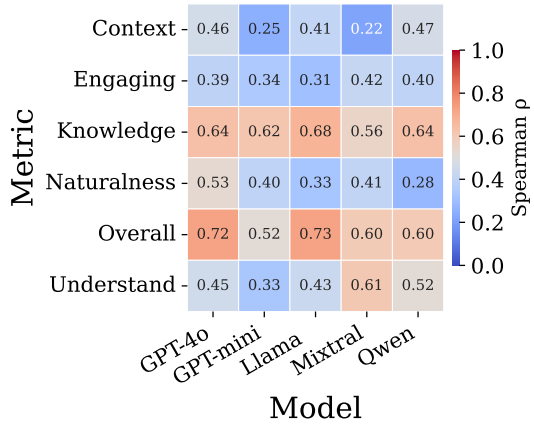 Metric
Context 0.46 0.25 0.41 0.22 0.47
Engaging 0.39 0.34 0.31 0.42 0.40
Knowledge 0.64 0.62 0.68 0.56 0.64
Naturalness 0.53 0.40 0.33 0.41 0.28
Overall 0.72 0.52 0.73 0.60 0.60
Understand 0.45 0.33 0.43 0.61 0.52
GPT-4o GPT-mini Llama Mixtral Qwen
Model
1.0
0.8
0.6
0.4
0.2
0.0
Spearman ρ